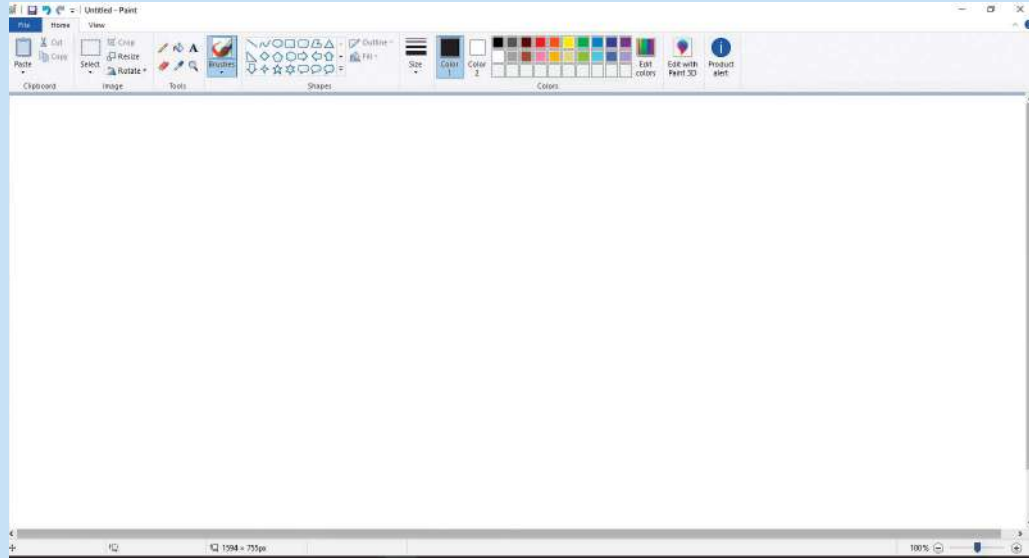 Untitled - Paint
File Home View
Paste
Cut
Copy
Clipboard
Select
Crop
Resize
Rotate
Image
A
Tools
Brushes
Outline
Fill
Shapes
Size
Color 1
Color 2
Edit colors
Colors
Edit with Paint 3D
Product alert
1594 × 755px
100%